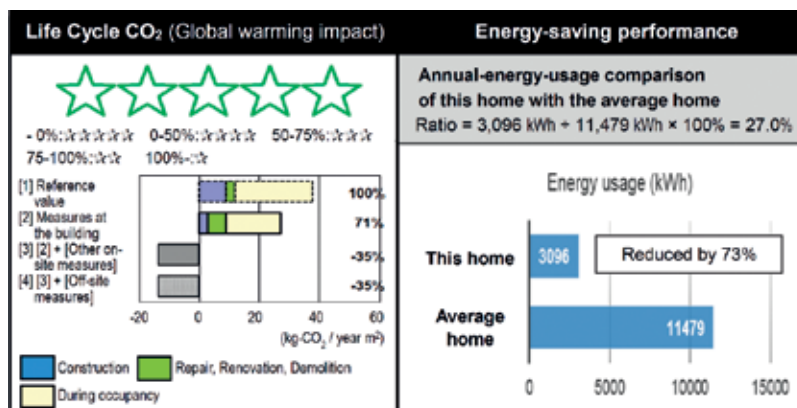 Life Cycle CO₂ (Global warming impact)
- 0%:☆☆☆☆☆ 0-50%:☆☆☆☆ 50-75%:☆☆☆
75-100%:☆☆ 100%-:☆
[1] Reference
value
100%
[2] Measures at
the building
71%
[3] [2] + [Other on-
site measures]
-35%
[4] [3] + [Off-site
measures]
-35%
-20 0 20 40 60
(kg-CO₂ / year m²)
Construction Repair, Renovation, Demolition
During occupancy
Energy-saving performance
Annual-energy-usage comparison
of this home with the average home
Ratio = 3,096 kWh ÷ 11,479 kWh × 100% = 27.0%
Energy usage (kWh)
This home 3096 Reduced by 73%
Average
home
11479
0 5000 10000 15000